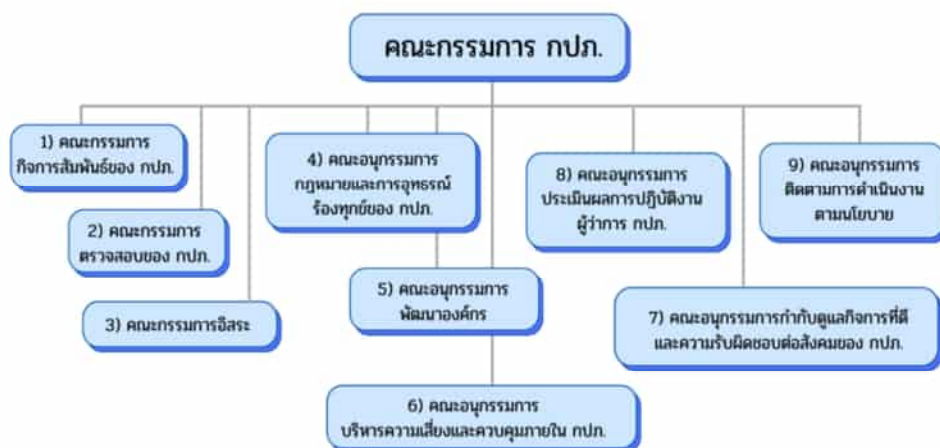 คณะกรรมการ กปภ.
1) คณะกรรมการ
กิจการสัมพันธ์ของ กปภ.
2) คณะกรรมการ
ตรวจสอบของ กปภ.
3) คณะกรรมการอิสระ
4) คณะอนุกรรมการ
กฎหมายและการอุทธรณ์
ร้องทุกข์ของ กปภ.
5) คณะอนุกรรมการ
พัฒนาองค์กร
6) คณะอนุกรรมการ
บริหารความเสี่ยงและควบคุมภายใน กปภ.
7) คณะอนุกรรมการกำกับดูแลกิจการที่ดี
และความรับผิดชอบต่อสังคมของ กปภ.
8) คณะอนุกรรมการ
ประเมินผลการปฏิบัติงาน
ผู้ว่าการ กปภ.
9) คณะอนุกรรมการ
ติดตามการดำเนินงาน
ตามนโยบาย